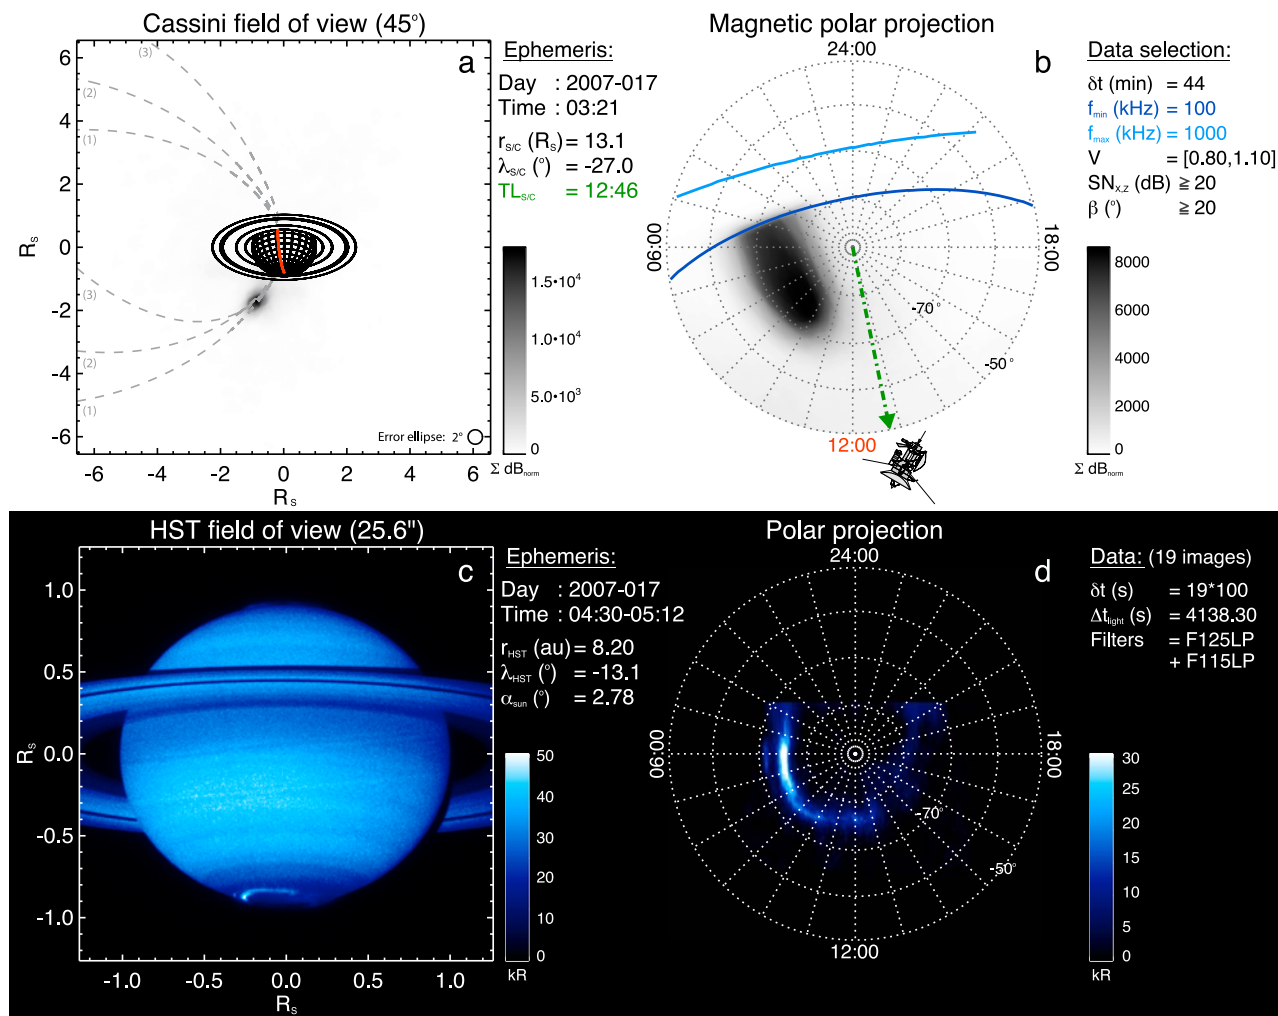 Cassini field of view (45°)
a
6
4
2
0
-2
-4
-6
R_S
-6 -4 -2 0 2 4 6
R_S
(3)
(2)
(1)
(3)
(2)
(1)
Error ellipse: 2°
Ephemeris:
Day : 2007-017
Time : 03:21
r_S/C (R_S) = 13.1
λ_S/C (°) = -27.0
TL_S/C = 12:46
1.5•10⁴
1.0•10⁴
5.0•10³
0
Σ dB_norm
Magnetic polar projection
b
24:00
06:00
18:00
12:00
-70°
-50°
Data selection:
δt (min) = 44
f_min (kHz) = 100
f_max (kHz) = 1000
V = [0.80,1.10]
SN_X,Z (dB) ≧ 20
β (°) ≧ 20
8000
6000
4000
2000
0
Σ dB_norm
HST field of view (25.6")
c
1.0
0.5
0.0
-0.5
-1.0
R_S
-1.0 -0.5 0.0 0.5 1.0
R_S
Ephemeris:
Day : 2007-017
Time : 04:30-05:12
r_HST (au) = 8.20
λ_HST (°) = -13.1
α_sun (°) = 2.78
50
40
30
20
10
0
kR
Polar projection
d
24:00
06:00
18:00
12:00
-70°
-50°
Data: (19 images)
δt (s) = 19*100
Δt_light (s) = 4138.30
Filters = F125LP
+ F115LP
30
25
20
15
10
5
0
kR